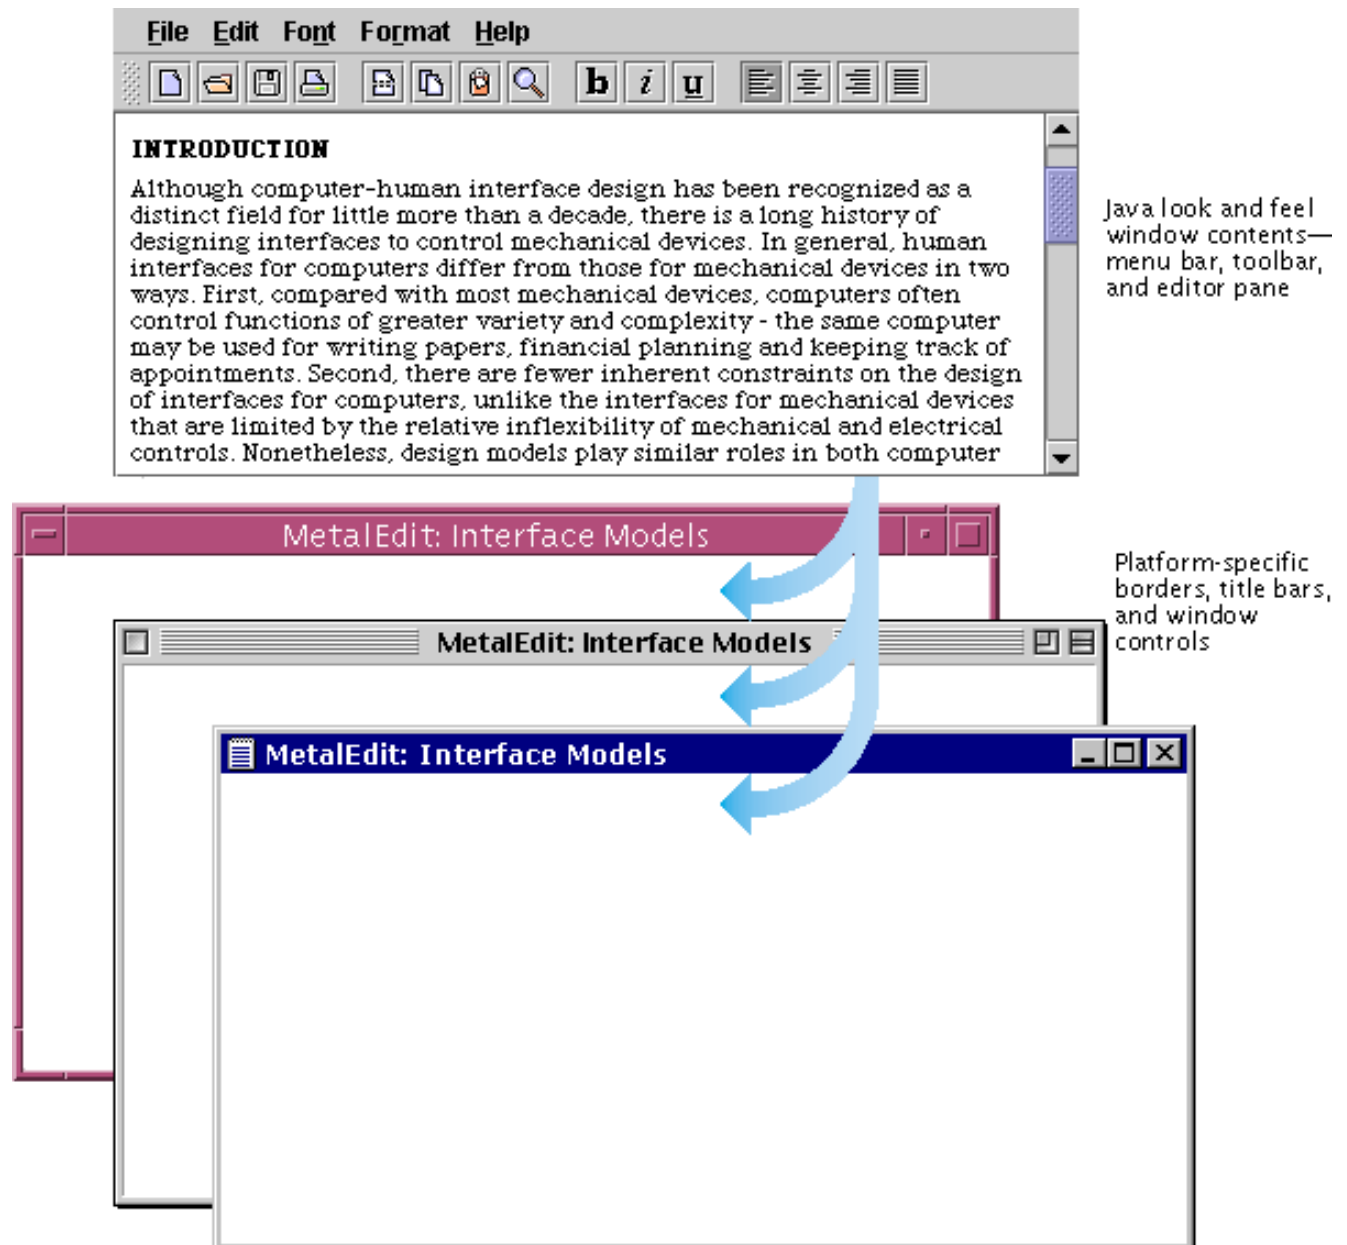 File Edit Font Format Help
b i u
INTRODUCTION
Although computer-human interface design has been recognized as a
distinct field for little more than a decade, there is a long history of
designing interfaces to control mechanical devices. In general, human
interfaces for computers differ from those for mechanical devices in two
ways. First, compared with most mechanical devices, computers often
control functions of greater variety and complexity - the same computer
may be used for writing papers, financial planning and keeping track of
appointments. Second, there are fewer inherent constraints on the design
of interfaces for computers, unlike the interfaces for mechanical devices
that are limited by the relative inflexibility of mechanical and electrical
controls. Nonetheless, design models play similar roles in both computer
Java look and feel
window contents—
menu bar, toolbar,
and editor pane
MetalEdit: Interface Models
Platform-specific
borders, title bars,
and window
controls
MetalEdit: Interface Models
MetalEdit: Interface Models